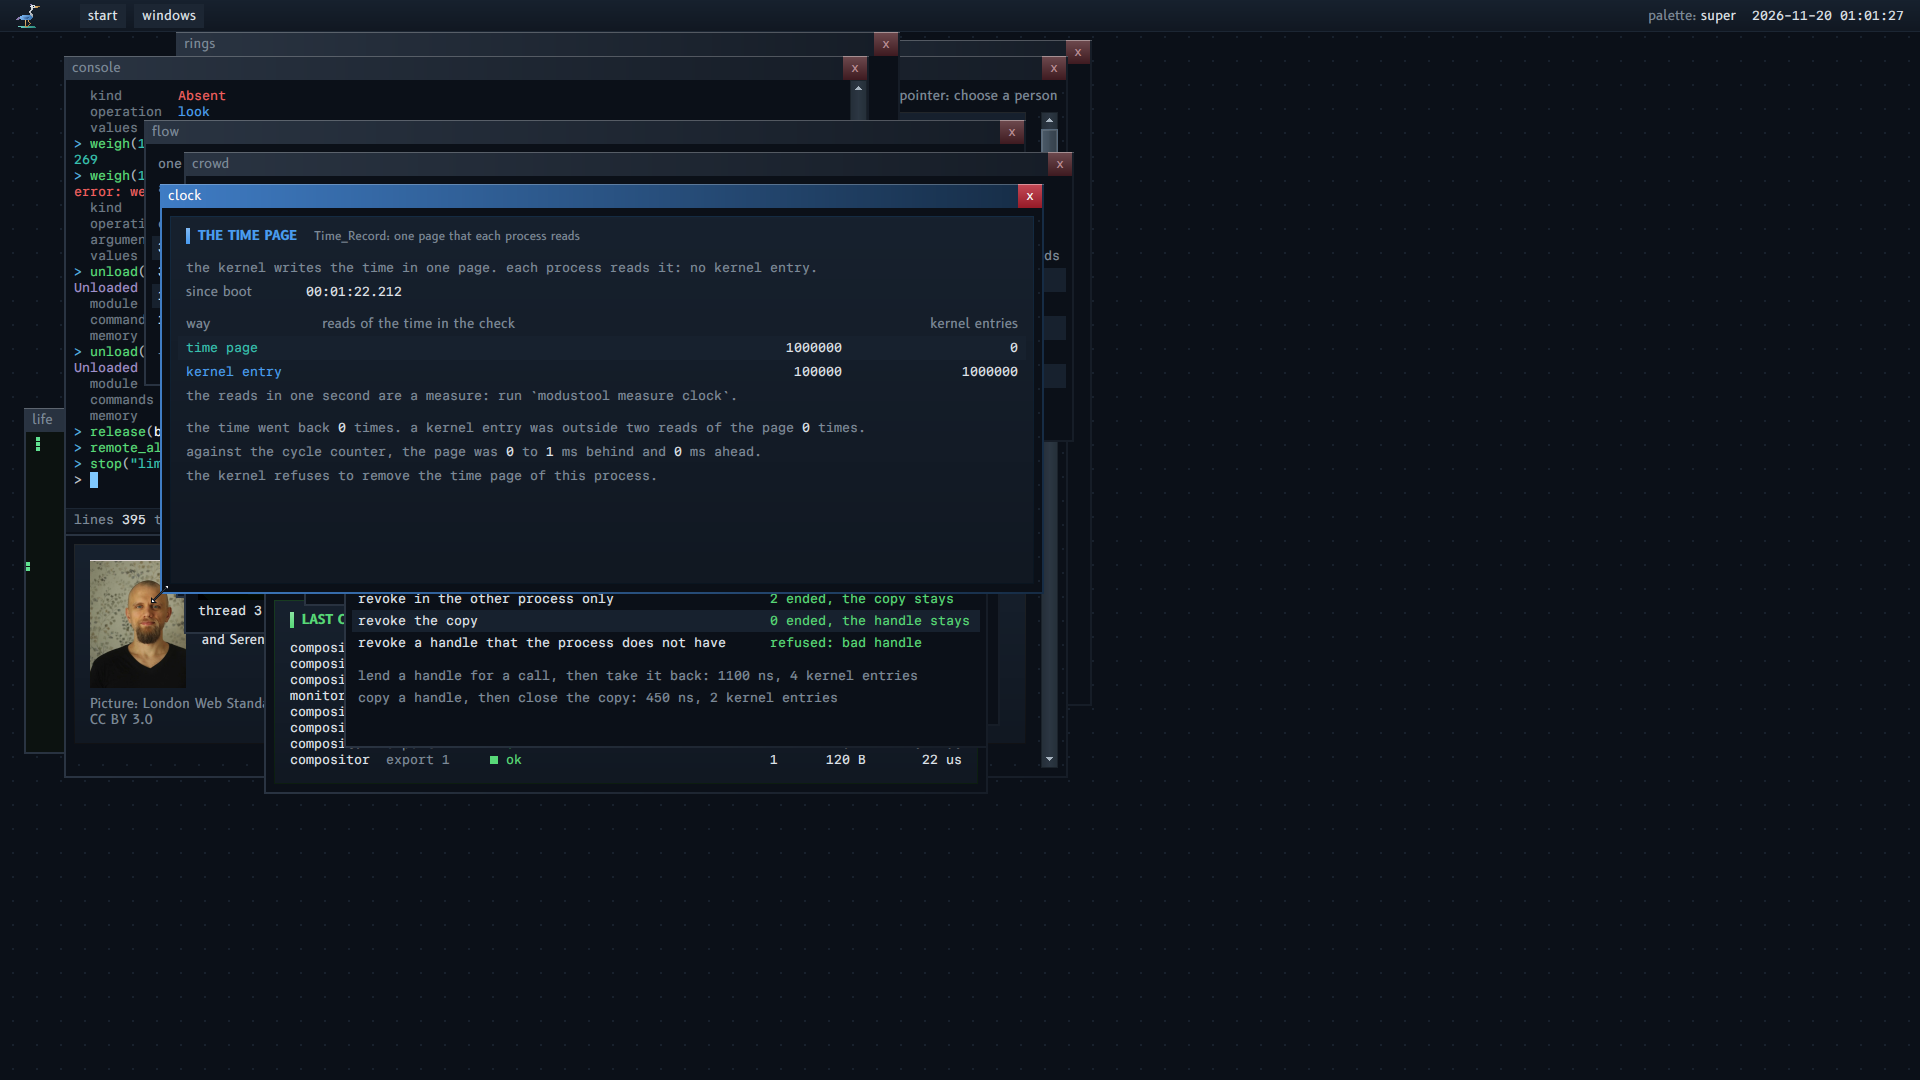 start windows palette: super 2026-11-20 01:01:27
rings x
x
console x
x
kind Absent
pointer: choose a person
operation look
values
flow x
> weigh(1
269
one crowd x
> weigh(1
error: we
clock x
kind
operati
THE TIME PAGE Time_Record: one page that each process reads
argumen
values
ds
the kernel writes the time in one page. each process reads it: no kernel entry.
> unload(
Unloaded
since boot 00:01:22.212
module
command
way reads of the time in the check kernel entries
memory
time page 1000000 0
> unload(
Unloaded
kernel entry 100000 1000000
module
the reads in one second are a measure: run `modustool measure clock`.
commands
memory
life
the time went back 0 times. a kernel entry was outside two reads of the page 0 times.
> release(b
> remote_al
against the cycle counter, the page was 0 to 1 ms behind and 0 ms ahead.
> stop("lim
the kernel refuses to remove the time page of this process.
>
lines 395 t
revoke in the other process only 2 ended, the copy stays
thread 3
LAST C
revoke the copy 0 ended, the handle stays
and Seren
revoke a handle that the process does not have refused: bad handle
composi
composi
lend a handle for a call, then take it back: 1100 ns, 4 kernel entries
composi
monitor
copy a handle, then close the copy: 450 ns, 2 kernel entries
Picture: London Web Standa
CC BY 3.0
composi
composi
composi
compositor export 1 ok 1 120 B 22 us